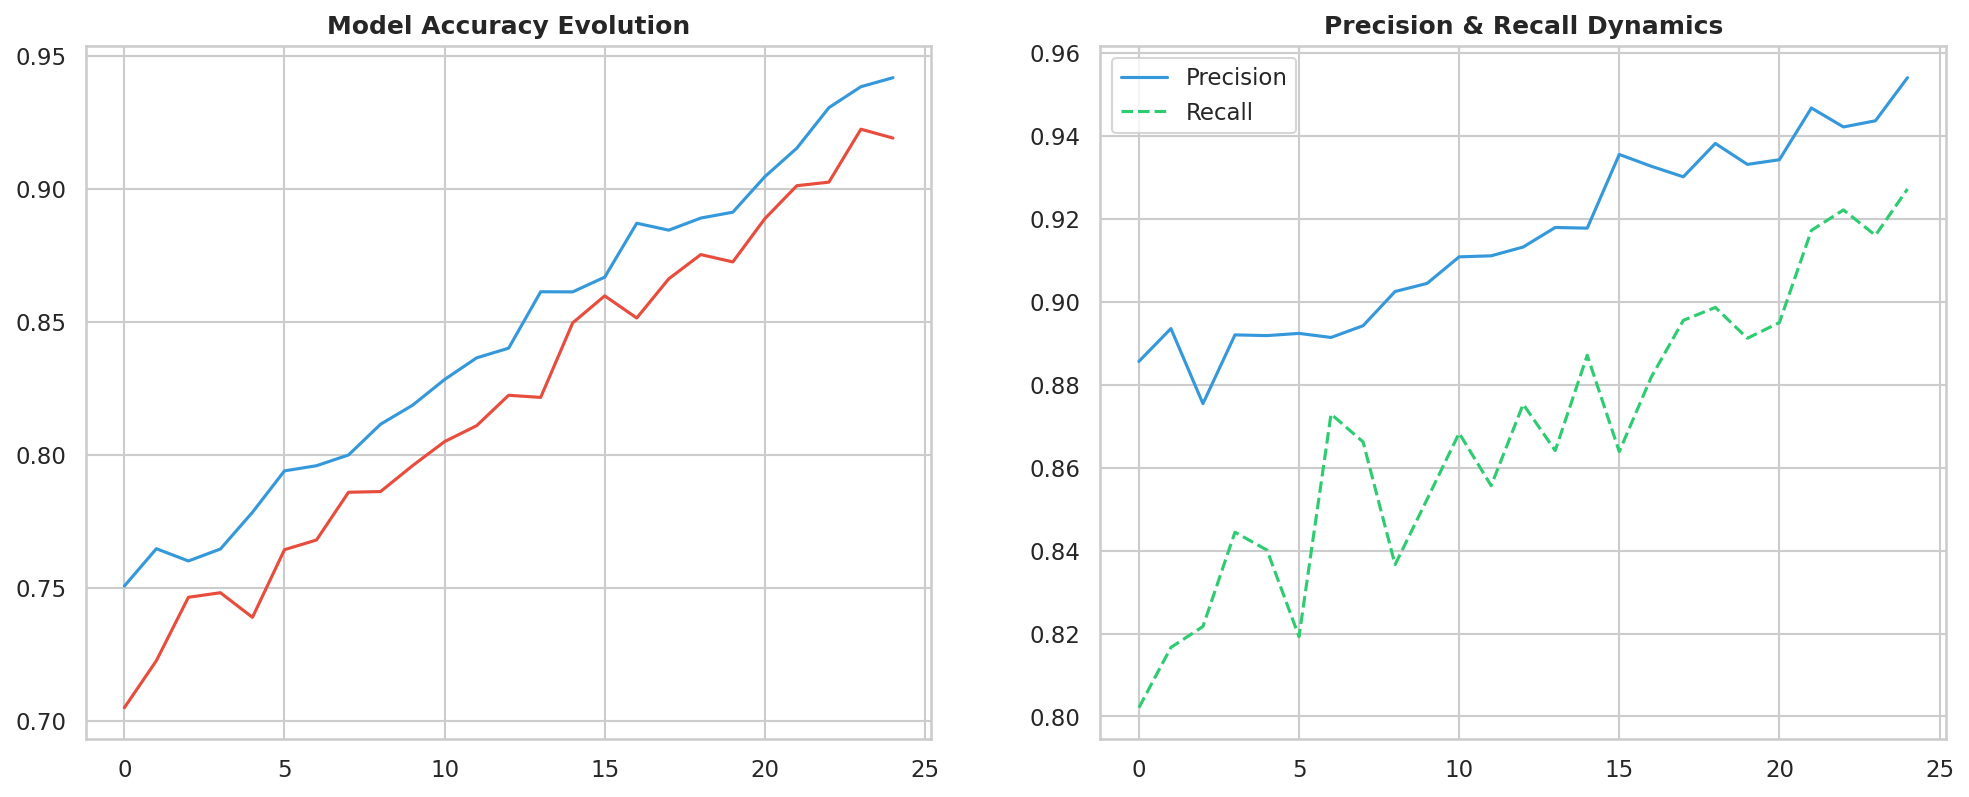 Model Accuracy Evolution
0.95
0.90
0.85
0.80
0.75
0.70
0 5 10 15 20 25
Precision & Recall Dynamics
Precision
Recall
0.96
0.94
0.92
0.90
0.88
0.86
0.84
0.82
0.80
0 5 10 15 20 25